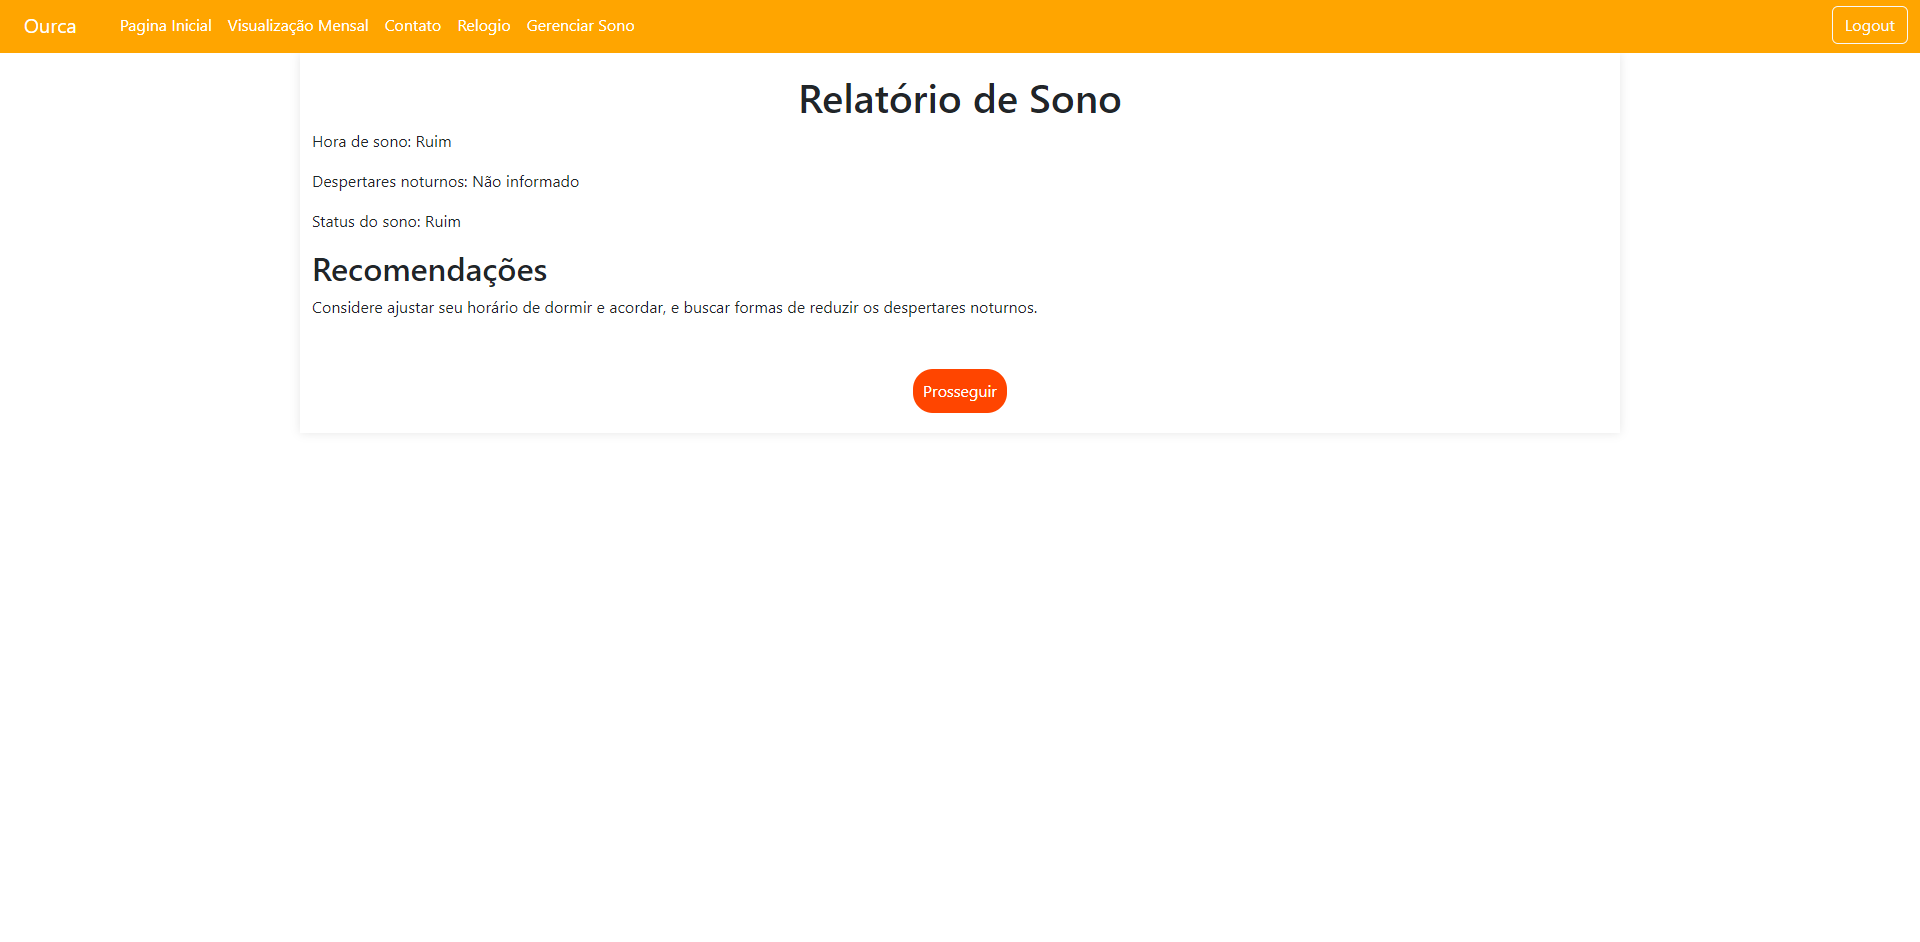 Ourca Pagina Inicial Visualização Mensal Contato Relogio Gerenciar Sono Logout
Relatório de Sono
Hora de sono: Ruim
Despertares noturnos: Não informado
Status do sono: Ruim
Recomendações
Considere ajustar seu horário de dormir e acordar, e buscar formas de reduzir os despertares noturnos.
Prosseguir